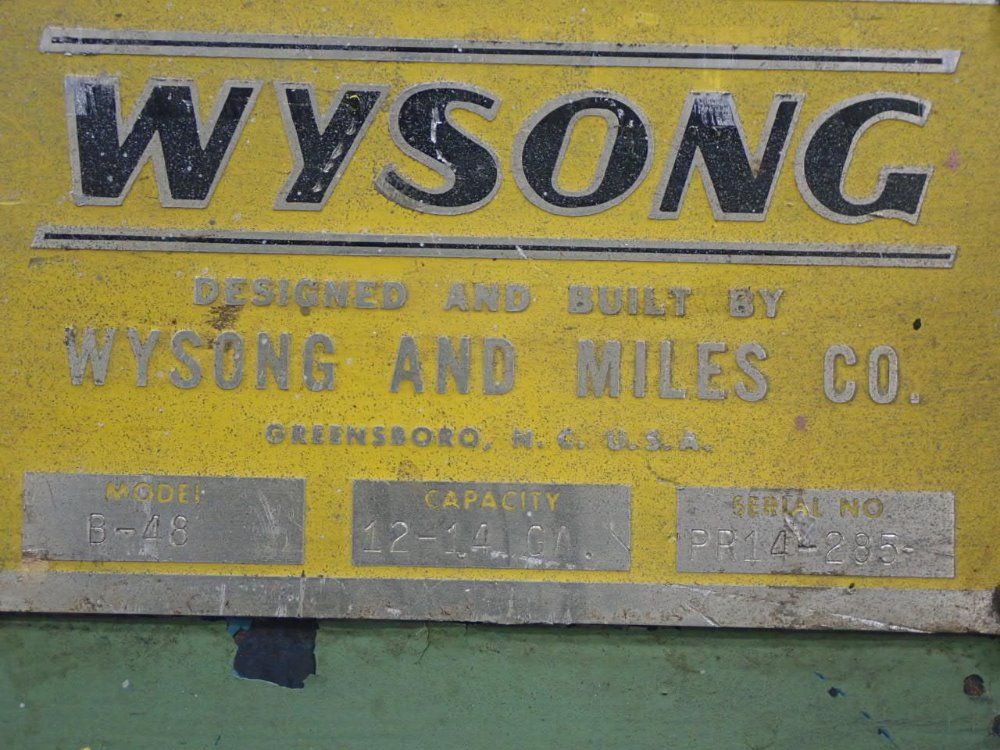 WYSONG
DESIGNED AND BUILT BY
WYSONG AND MILES CO.
GREENSBORO, N. C. U.S.A.
MODEL
B-48
CAPACITY
12-14 GA.
SERIAL NO
PR14-285